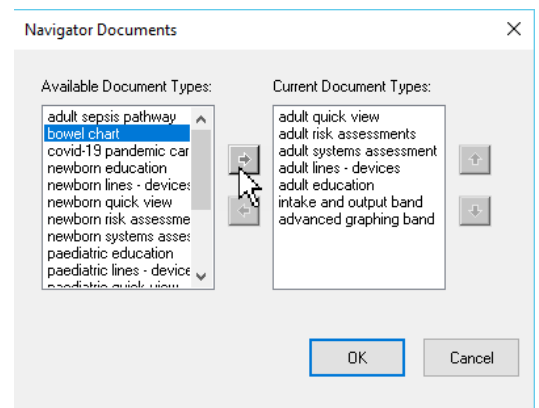 Navigator Documents
Available Document Types:
adult sepsis pathway
bowel chart
covid-19 pandemic car
newborn education
newborn lines - devices
newborn quick view
newborn risk assessme
newborn systems asses
paediatric education
paediatric lines - device
paediatric quick view
Current Document Types:
adult quick view
adult risk assessments
adult systems assessment
adult lines - devices
adult education
intake and output band
advanced graphing band
OK
Cancel